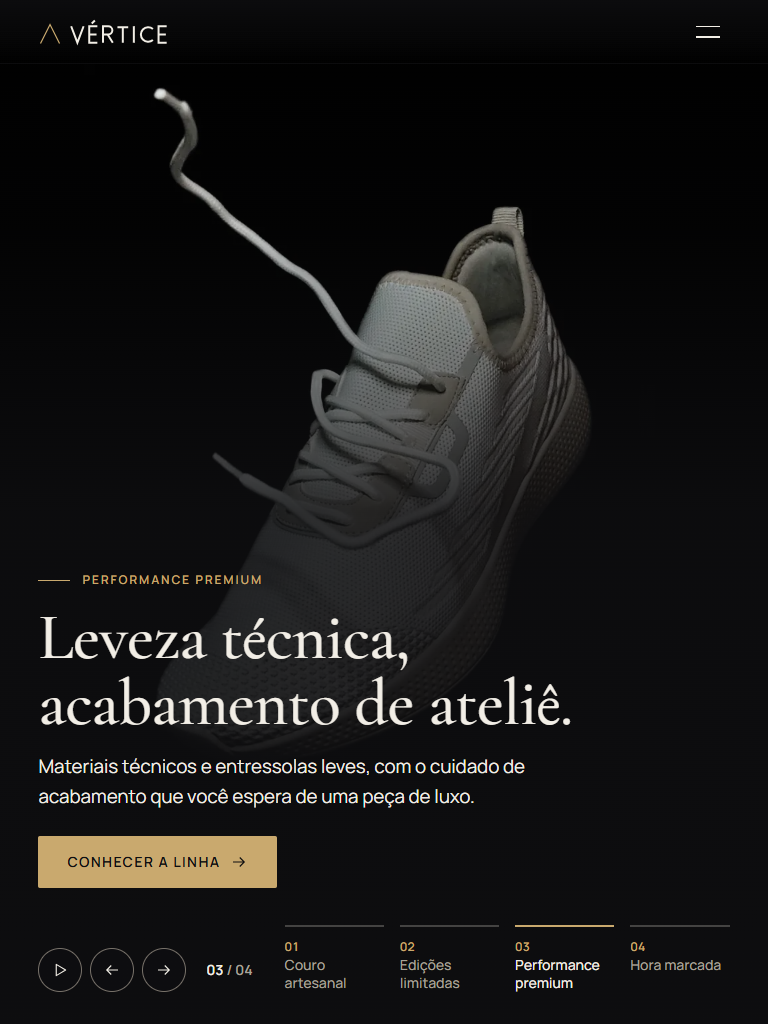 VÉRTICE
PERFORMANCE PREMIUM
Leveza técnica,
acabamento de ateliê.
Materiais técnicos e entressolas leves, com o cuidado de
acabamento que você espera de uma peça de luxo.
CONHECER A LINHA →
03 / 04
01
Couro
artesanal
02
Edições
limitadas
03
Performance
premium
04
Hora marcada